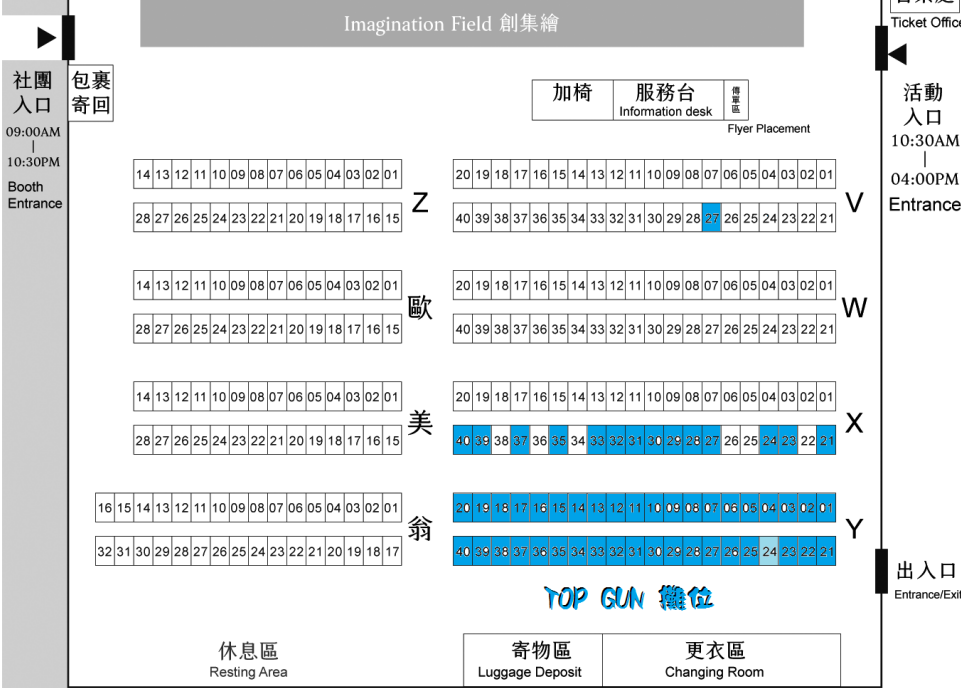 Imagination Field 創集繪
Ticket Office
社團
入口
09:00AM
|
10:30PM
Booth
Entrance
包裹
寄回
加椅
服務台
Information desk
傳單區
Flyer Placement
活動
入口
10:30AM
|
04:00PM
Entrance
14 13 12 11 10 09 08 07 06 05 04 03 02 01
28 27 26 25 24 23 22 21 20 19 18 17 16 15
Z
20 19 18 17 16 15 14 13 12 11 10 09 08 07 06 05 04 03 02 01
40 39 38 37 36 35 34 33 32 31 30 29 28 27 26 25 24 23 22 21
V
14 13 12 11 10 09 08 07 06 05 04 03 02 01
28 27 26 25 24 23 22 21 20 19 18 17 16 15
歐
20 19 18 17 16 15 14 13 12 11 10 09 08 07 06 05 04 03 02 01
40 39 38 37 36 35 34 33 32 31 30 29 28 27 26 25 24 23 22 21
W
14 13 12 11 10 09 08 07 06 05 04 03 02 01
28 27 26 25 24 23 22 21 20 19 18 17 16 15
美
20 19 18 17 16 15 14 13 12 11 10 09 08 07 06 05 04 03 02 01
40 39 38 37 36 35 34 33 32 31 30 29 28 27 26 25 24 23 22 21
X
16 15 14 13 12 11 10 09 08 07 06 05 04 03 02 01
32 31 30 29 28 27 26 25 24 23 22 21 20 19 18 17
翁
20 19 18 17 16 15 14 13 12 11 10 09 08 07 06 05 04 03 02 01
40 39 38 37 36 35 34 33 32 31 30 29 28 27 26 25 24 23 22 21
Y
TOP GUN 攤位
出入口
Entrance/Exit
休息區
Resting Area
寄物區
Luggage Deposit
更衣區
Changing Room